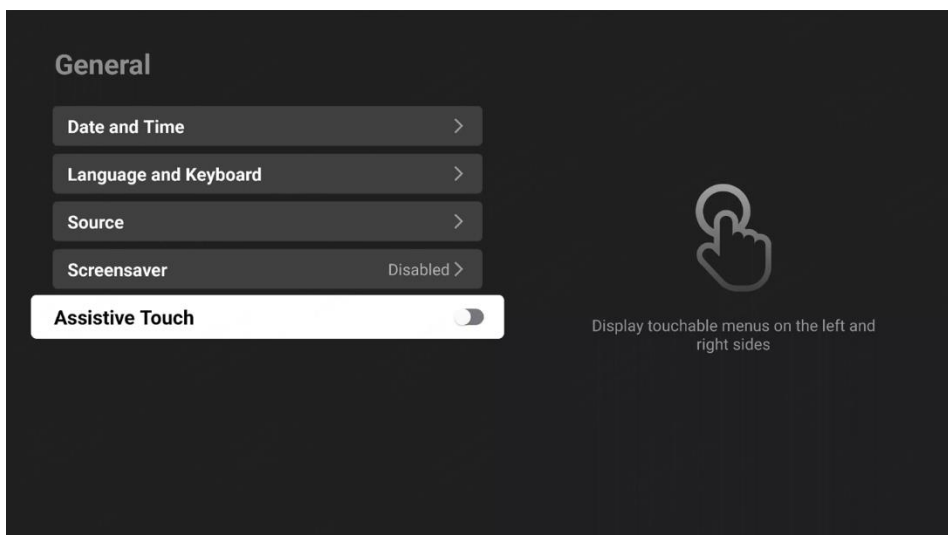 General
Date and Time
Language and Keyboard
Source
Screensaver Disabled
Assistive Touch
Display touchable menus on the left and
right sides